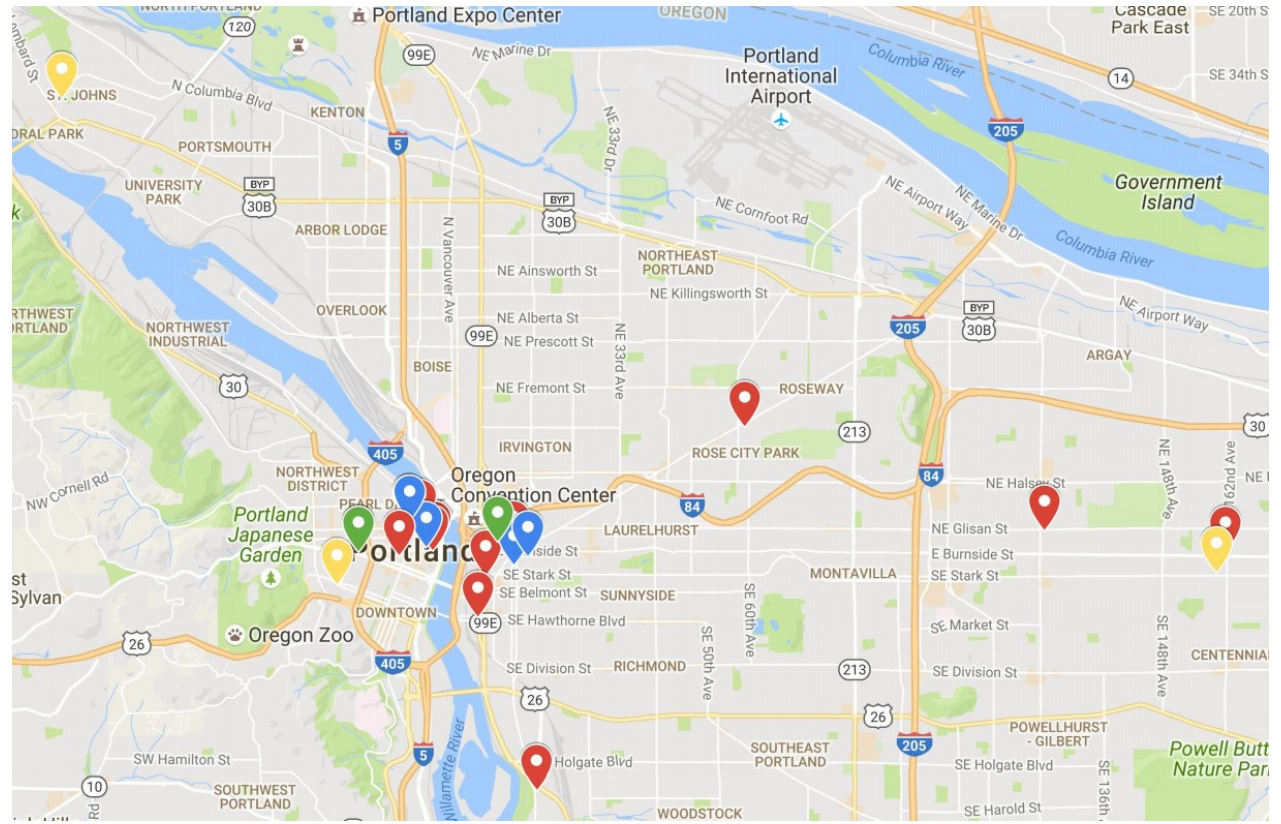 NORTH PORTLAND
Portland Expo Center
OREGON
Cascade
Park East
SE 20th St
120
99E
NE Marine Dr
Portland
International
Airport
Columbia River
14
SE 34th St
Lombard St
ST. JOHNS
N Columbia Blvd
KENTON
5
NE 33rd Dr
205
PORTSMOUTH
UNIVERSITY
PARK
BYP
30B
BYP
30B
NE Cornfoot Rd
NE Airport Way
NE Marine Dr
Government
Island
ARBOR LODGE
N Vancouver Ave
Columbia River
NE Ainsworth St
NORTHEAST
PORTLAND
NE Killingsworth St
OVERLOOK
NORTHWEST
INDUSTRIAL
NE Alberta St
99E
NE Prescott St
NE 33rd Ave
205
BYP
30B
NE Airport Way
ARGAY
BOISE
30
NE Fremont St
ROSEWAY
213
30
IRVINGTON
ROSE CITY PARK
405
NORTHWEST
DISTRICT
NW Cornell Rd
PEARL D
Oregon
Convention Center
84
84
NE Halsey St
NE 148th Ave
162nd Ave
Portland
Japanese
Garden
LAURELHURST
NE Glisan St
Portland
E Burnside St
SE Stark St
MONTAVILLA
SE Stark St
Sylvan
SE Belmont St
SUNNYSIDE
DOWNTOWN
99E
SE Hawthorne Blvd
SE 60th Ave
SE Market St
26
Oregon Zoo
SE 50th Ave
SE 148th Ave
405
SE Division St
RICHMOND
213
SE Division St
26
26
POWELLHURST
- GILBERT
5
Willamette River
SW Hamilton St
Holgate Blvd
SOUTHEAST
PORTLAND
205
SE Holgate Blvd
SE 136th A
Powell Butt
Nature Par
10
SOUTHWEST
PORTLAND
WOODSTOCK
SE Harold St